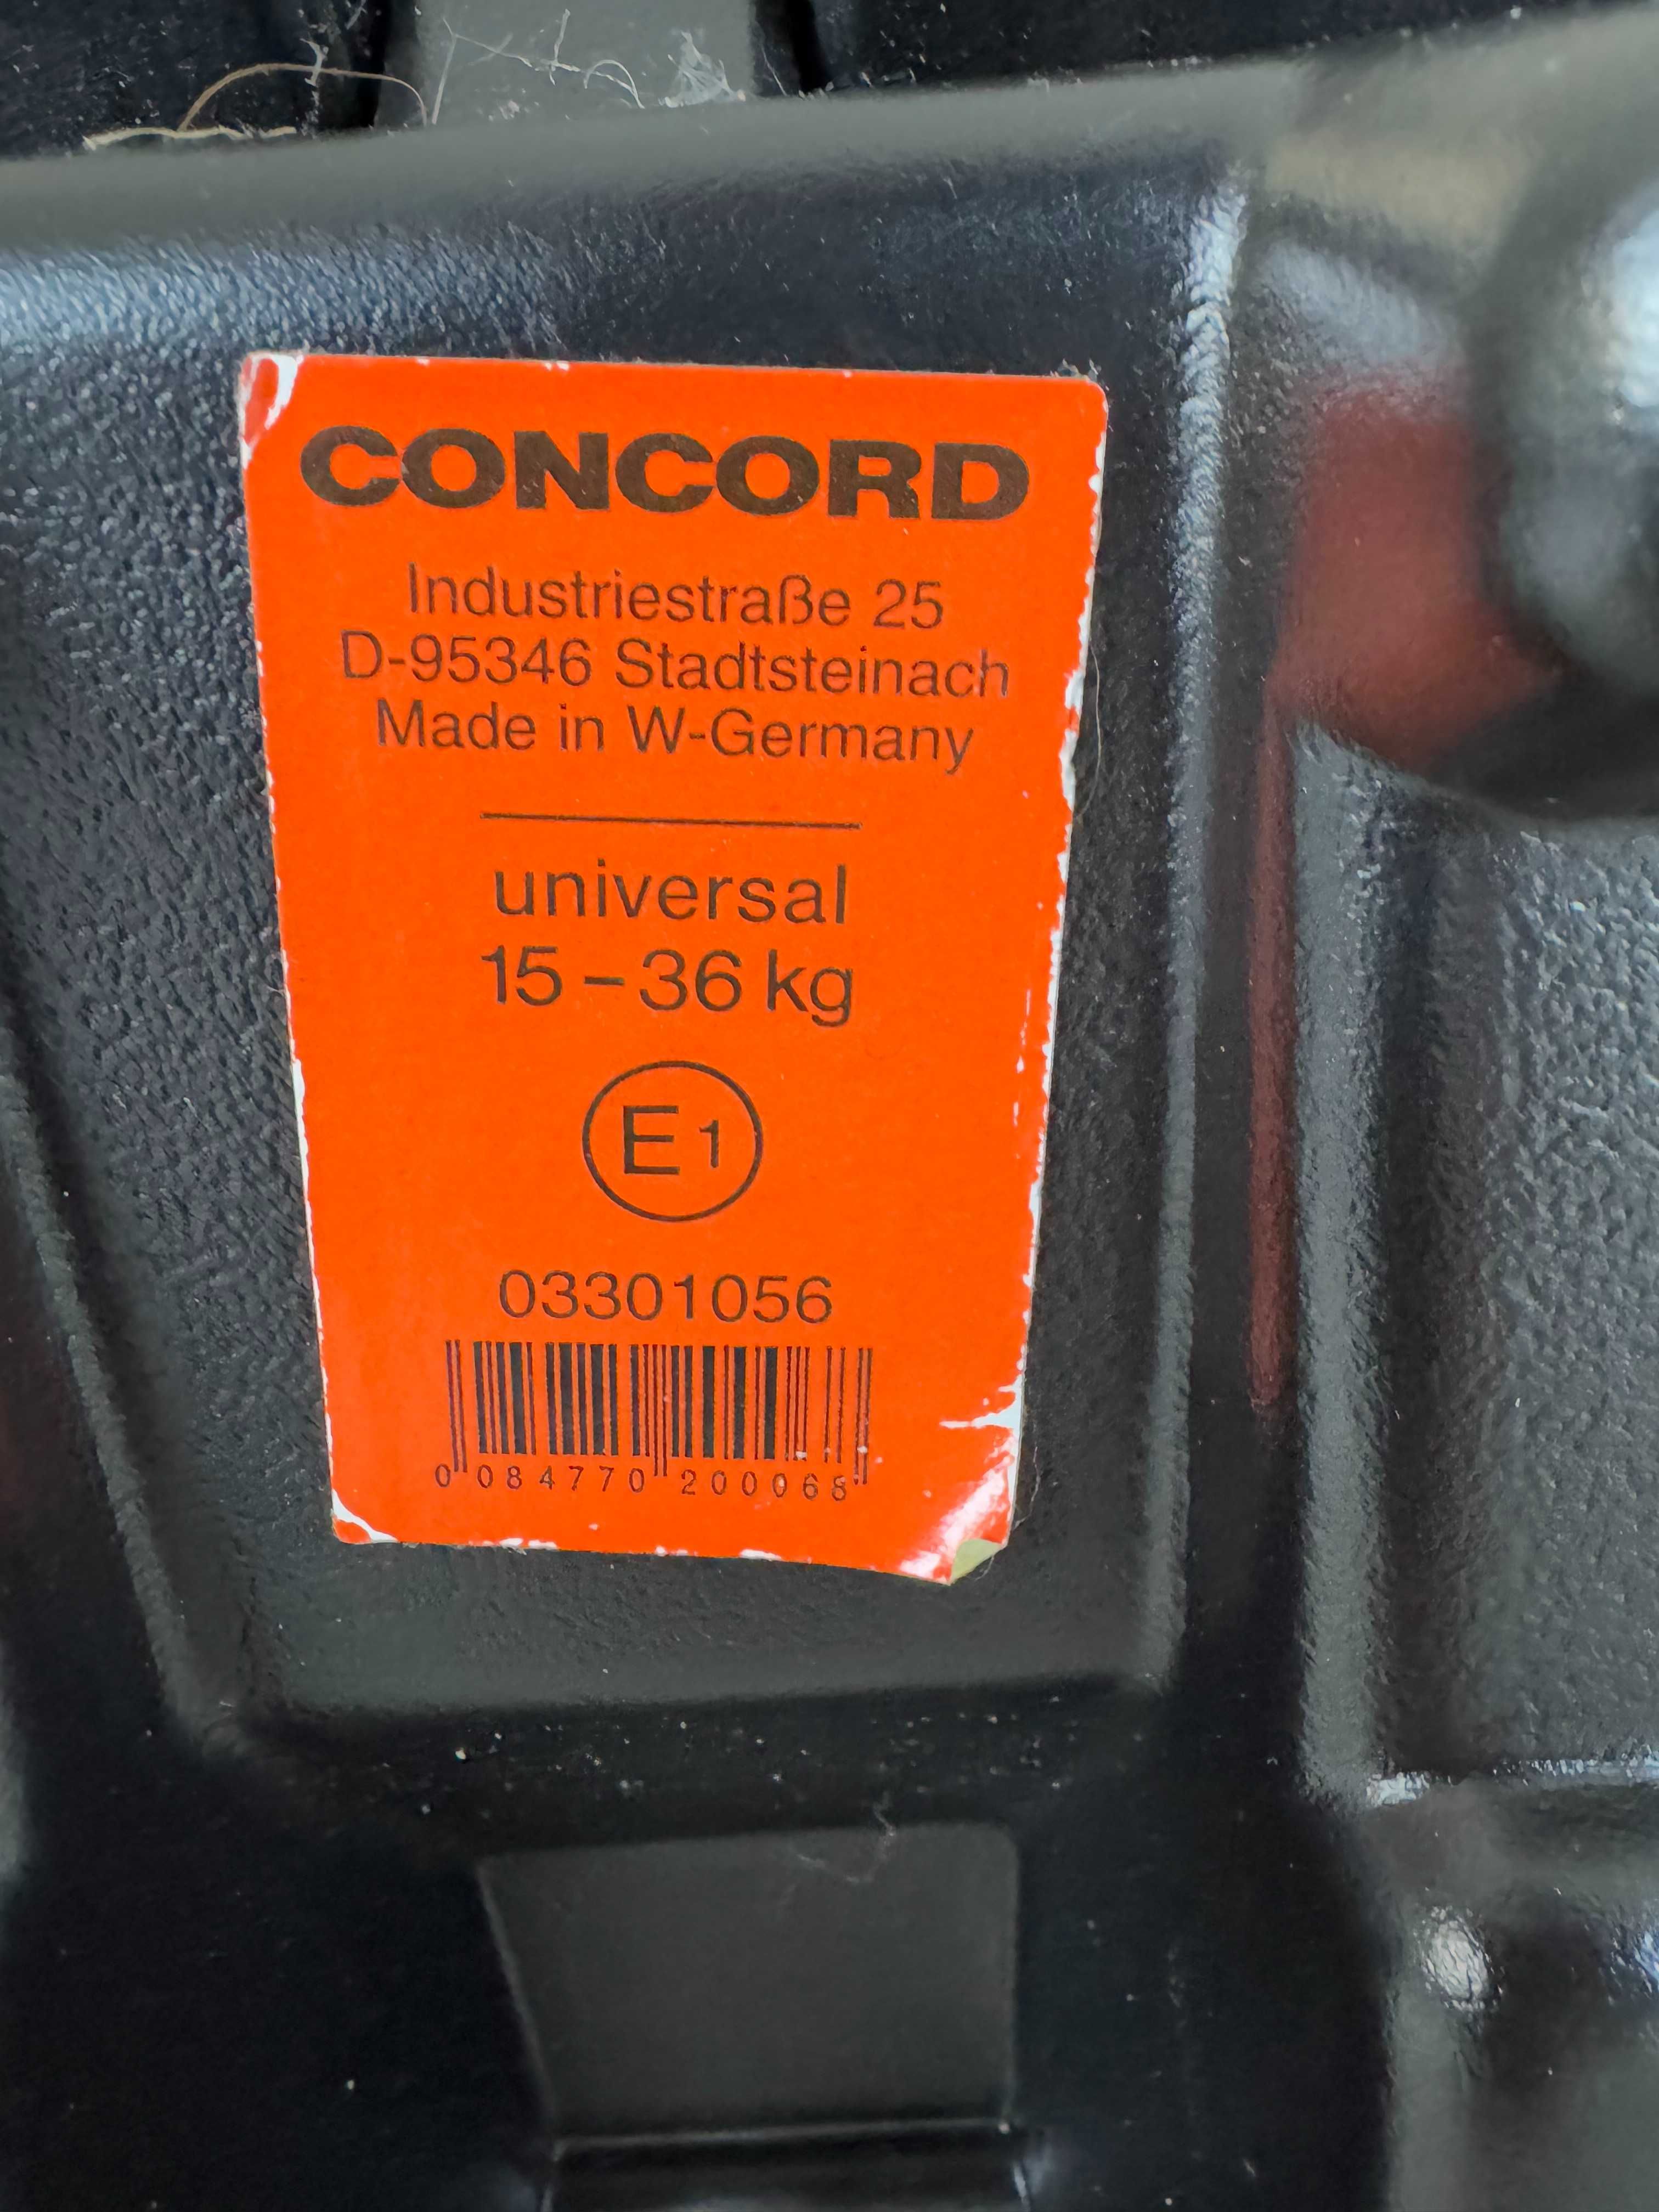 CONCORD
Industriestraße 25
D-95346 Stadtsteinach
Made in W-Germany
universal
15 – 36 kg
E1
03301056
0 084770 200068